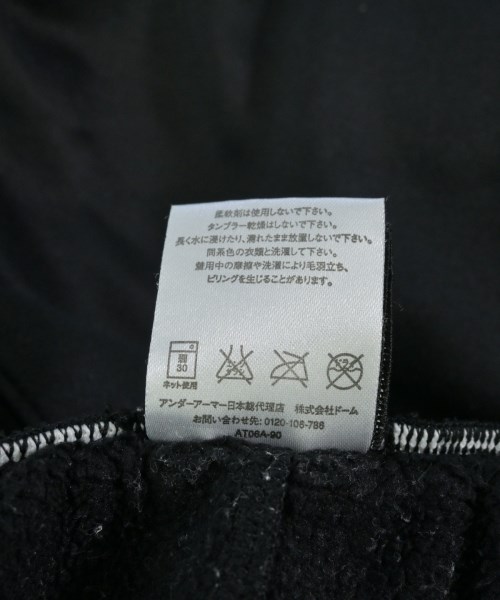 柔軟剤は使用しないで下さい。
タンブラー乾燥はしないで下さい。
長く水に浸けたり、濡れたまま放置しないで下さい。
同系色の衣類と洗濯して下さい。
着用中の摩擦や洗濯により毛羽立ち、
ピリングを生じることがあります。
弱
30
ネット使用
アンダーアーマー日本総代理店 株式会社ドーム
お問い合わせ先:0120-106-786
AT06A-90